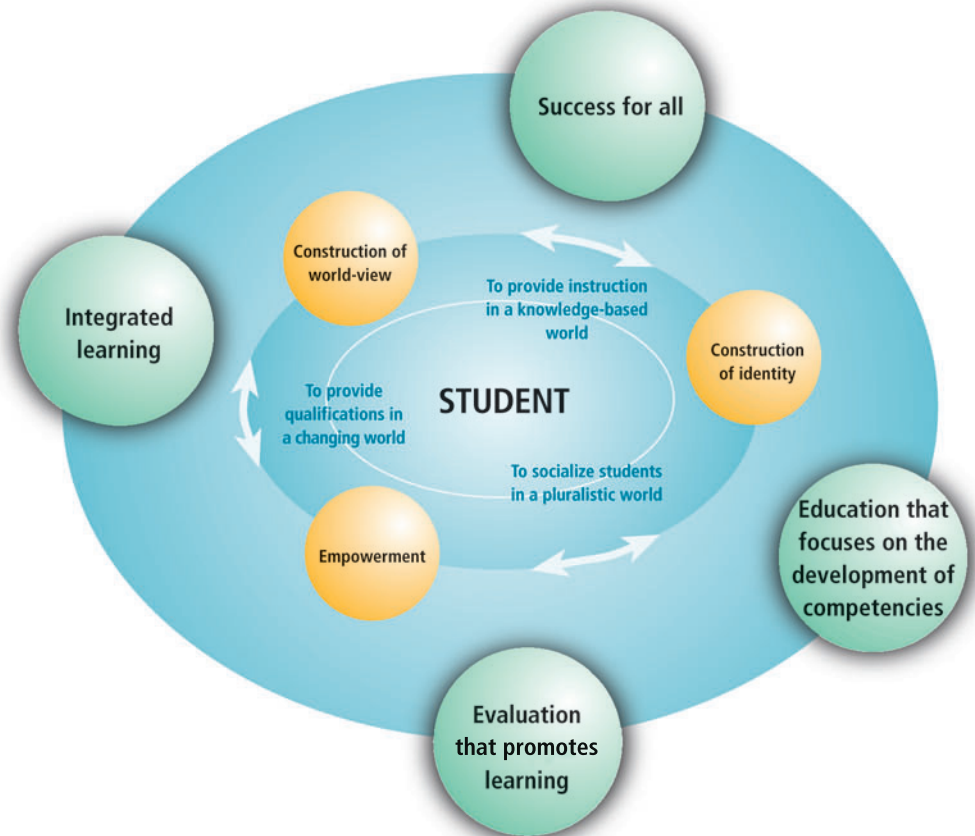 Success for all
Construction of
world-view
To provide instruction
in a knowledge-based
world
Integrated
learning
Construction
of identity
To provide
qualifications in
a changing world
STUDENT
To socialize students
in a pluralistic world
Empowerment
Education that
focuses on the
development of
competencies
Evaluation
that promotes
learning